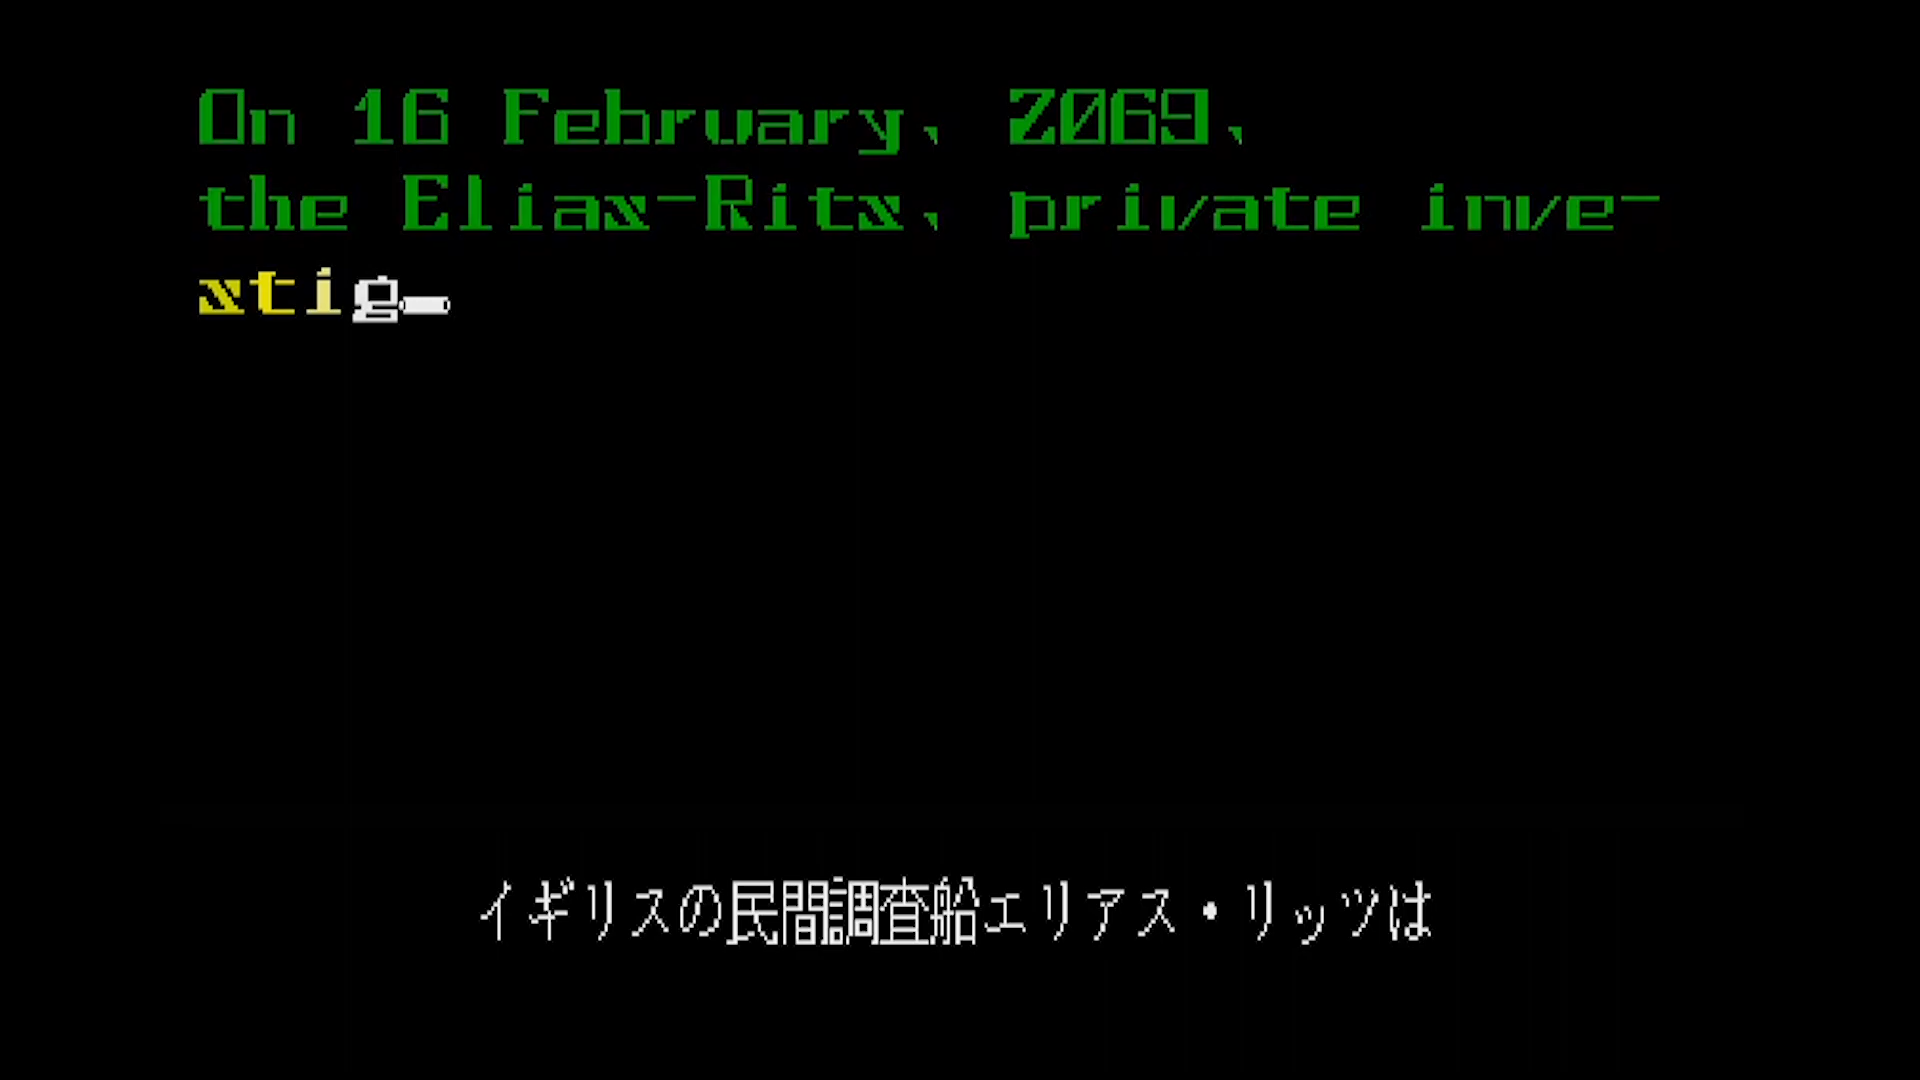 On 16 February, 2069,
the Elias-Rits, private inve-
stig
イギリスの民間調査船エリアス・リッツは